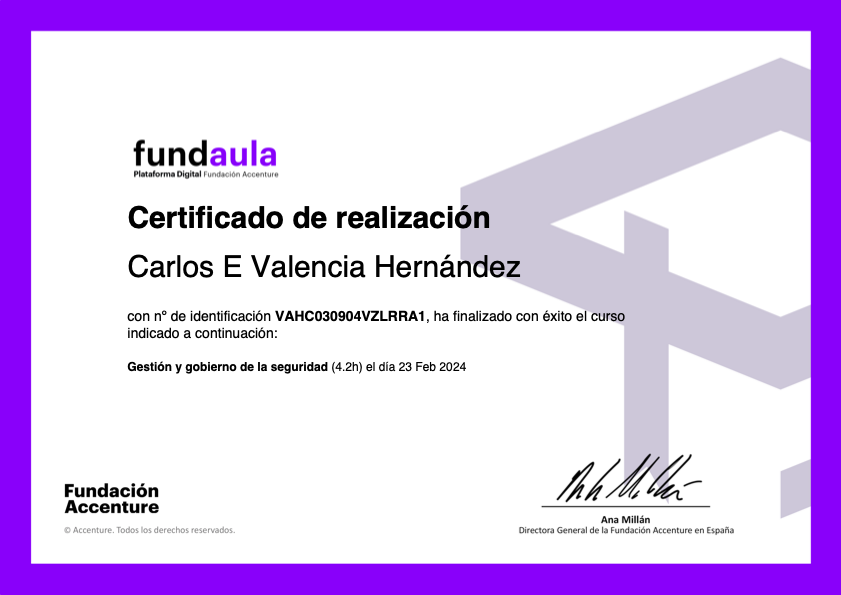 fundaula
Plataforma Digital Fundación Accenture
Certificado de realización
Carlos E Valencia Hernández
con nº de identificación VAHC030904VZLRRA1, ha finalizado con éxito el curso
indicado a continuación:
Gestión y gobierno de la seguridad (4.2h) el día 23 Feb 2024
Fundación
Accenture
© Accenture. Todos los derechos reservados.
Ana Millán
Directora General de la Fundación Accenture en España